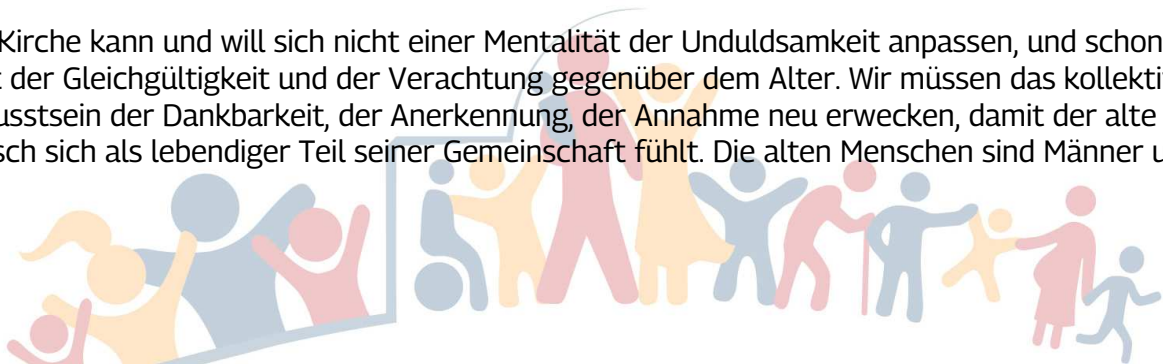 Kirche kann und will sich nicht einer Mentalität der Unduldsamkeit anpassen, und schon
der Gleichgültigkeit und der Verachtung gegenüber dem Alter. Wir müssen das kollekti
usstsein der Dankbarkeit, der Anerkennung, der Annahme neu erwecken, damit der alte
sch sich als lebendiger Teil seiner Gemeinschaft fühlt. Die alten Menschen sind Männer u